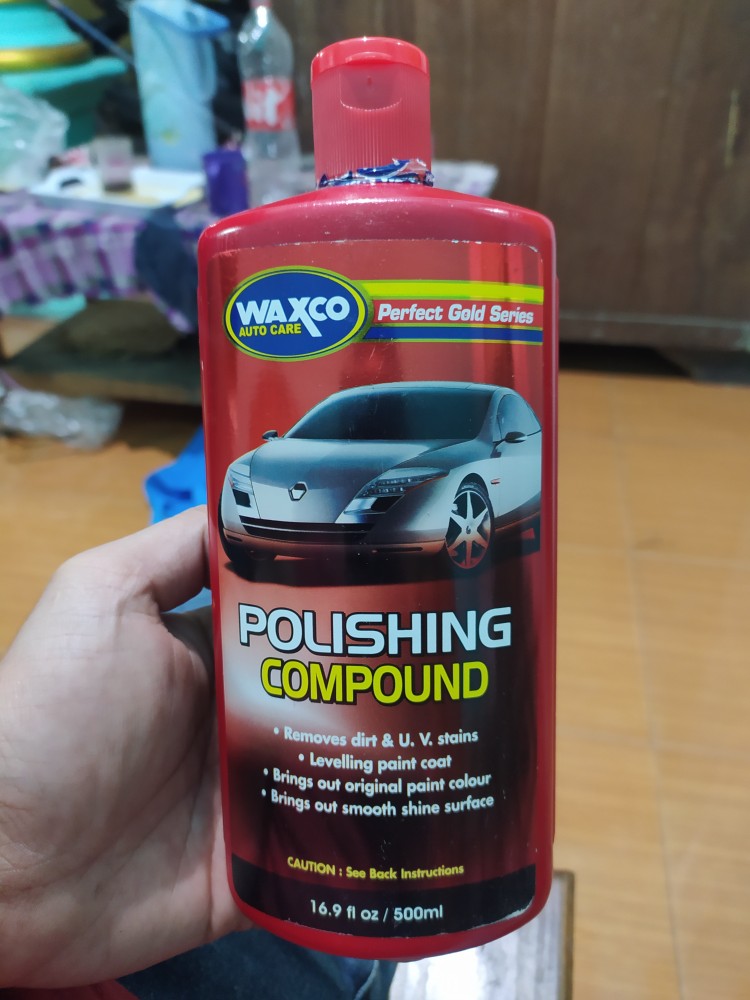 WAXCO
AUTO CARE
Perfect Gold Series
POLISHING
COMPOUND
• Removes dirt & U. V. stains
• Levelling paint coat
• Brings out original paint colour
• Brings out smooth shine surface
CAUTION : See Back Instructions
16.9 fl oz / 500ml